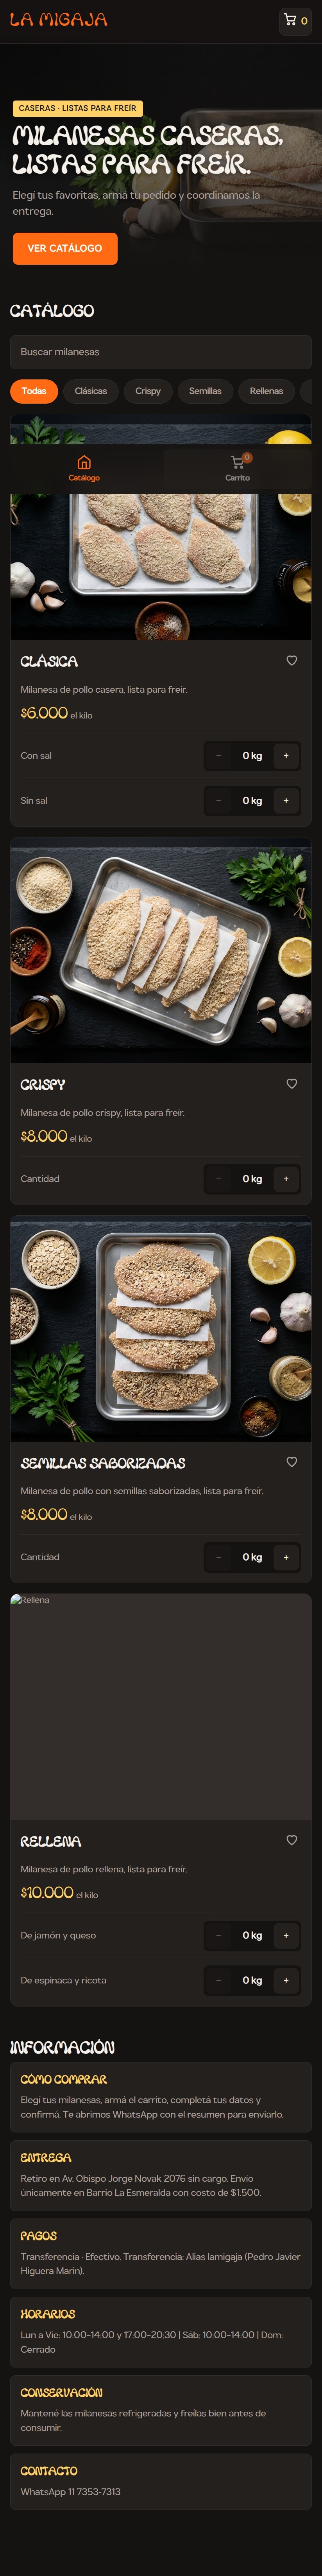 LA MIGAJA
0
CASERAS · LISTAS PARA FREÍR
MILANESAS CASERAS,
LISTAS PARA FREÍR.
Elegí tus favoritas, armá tu pedido y coordinamos la
entrega.
VER CATÁLOGO
CATÁLOGO
Buscar milanesas
Todas
Clásicas
Crispy
Semillas
Rellenas
0
Catálogo
Carrito
CLÁSICA
Milanesa de pollo casera, lista para freír.
$6.000 el kilo
Con sal
− 0 kg +
Sin sal
− 0 kg +
CRISPY
Milanesa de pollo crispy, lista para freír.
$8.000 el kilo
Cantidad
− 0 kg +
SEMILLAS SABORIZADAS
Milanesa de pollo con semillas saborizadas, lista para freír.
$8.000 el kilo
Cantidad
− 0 kg +
Rellena
RELLENA
Milanesa de pollo rellena, lista para freír.
$10.000 el kilo
De jamón y queso
− 0 kg +
De espinaca y ricota
− 0 kg +
INFORMACIÓN
CÓMO COMPRAR
Elegí tus milanesas, armá el carrito, completá tus datos y
confirmá. Te abrimos WhatsApp con el resumen para enviarlo.
ENTREGA
Retiro en Av. Obispo Jorge Novak 2076 sin cargo. Envío
únicamente en Barrio La Esmeralda con costo de $1.500.
PAGOS
Transferencia · Efectivo. Transferencia: Alias lamigaja (Pedro Javier
Higuera Marin).
HORARIOS
Lun a Vie: 10:00–14:00 y 17:00–20:30 | Sáb: 10:00–14:00 | Dom:
Cerrado
CONSERVACIÓN
Mantené las milanesas refrigeradas y freílas bien antes de
consumir.
CONTACTO
WhatsApp 11 7353-7313